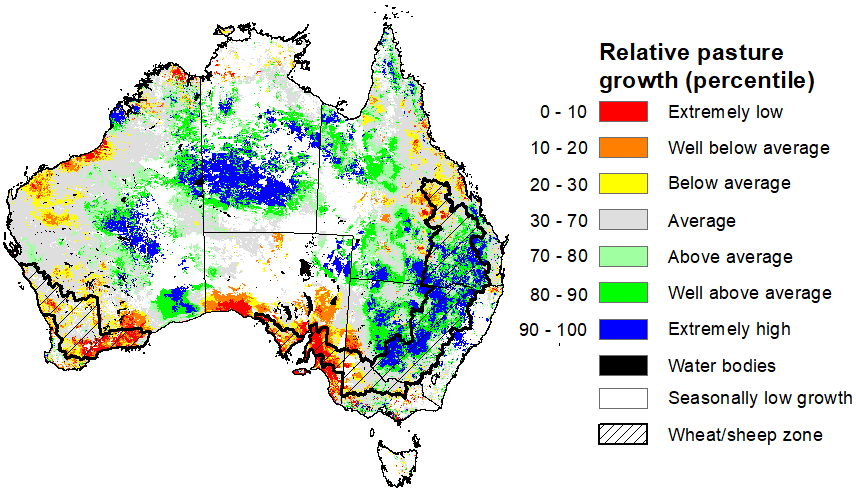 Relative pasture
growth (percentile)
0 - 10 Extremely low
10 - 20 Well below average
20 - 30 Below average
30 - 70 Average
70 - 80 Above average
80 - 90 Well above average
90 - 100 Extremely high
Water bodies
Seasonally low growth
Wheat/sheep zone